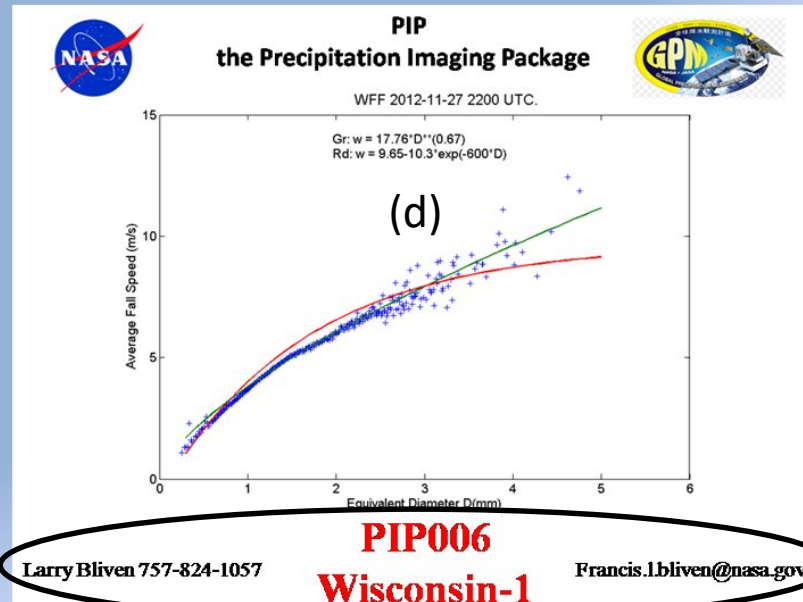 PIP
the Precipitation Imaging Package
NASA
GPM
WFF 2012-11-27 2200 UTC.
Gr: w = 17.76*D**(0.67)
Rd: w = 9.65-10.3*exp(-600*D)
(d)
Average Fall Speed (m/s)
15
10
5
0
0 1 2 3 4 5 6
Equivalent Diameter D(mm)
PIP006
Larry Bliven 757-824-1057
Francis.l.bliven@nasa.gov
Wisconsin-1